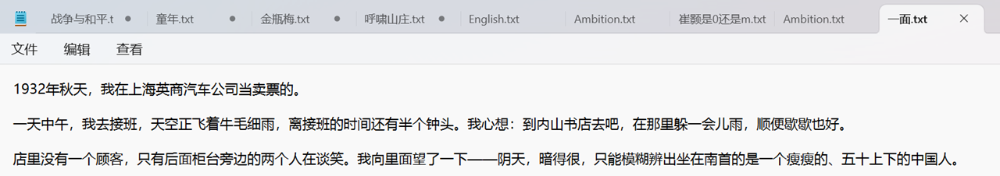 战争与和平.t
童年.txt
金瓶梅.txt
呼啸山庄.txt
English.txt
Ambition.txt
崔颢是0还是m.txt
Ambition.txt
一面.txt
文件
编辑
查看
1932年秋天，我在上海英商汽车公司当卖票的。
一天中午，我去接班，天空正飞着牛毛细雨，离接班的时间还有半个钟头。我心想：到内山书店去吧，在那里躲一会儿雨，顺便歇歇也好。
店里没有一个顾客，只有后面柜台旁边的两个人在谈笑。我向里面望了一下——阴天，暗得很，只能模糊辨出坐在南首的是一个瘦瘦的、五十上下的中国人。